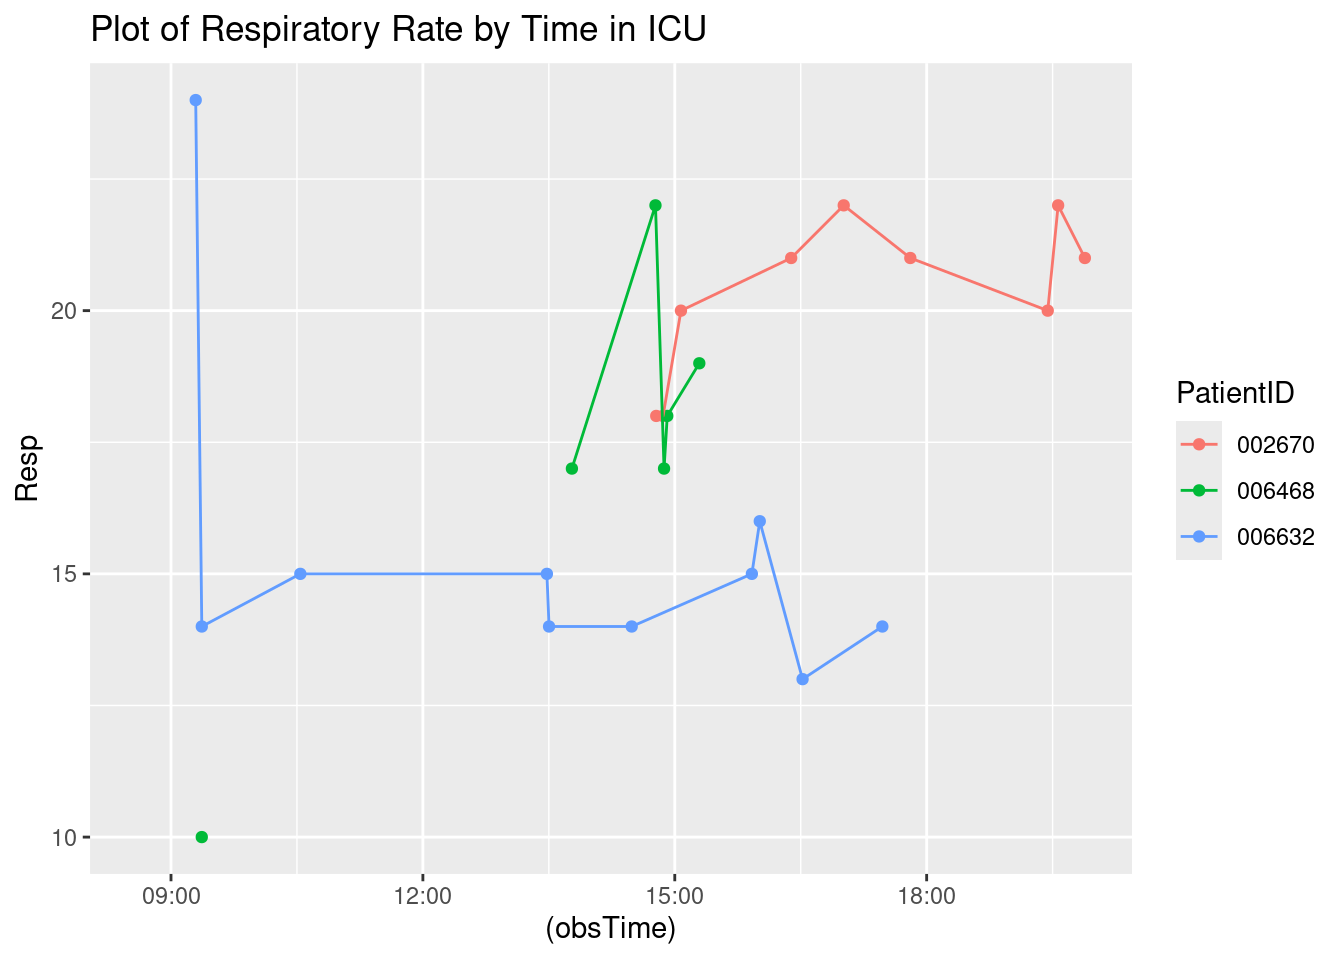 Plot of Respiratory Rate by Time in ICU
Resp
20
15
10
09:00 12:00 15:00 18:00
(obsTime)
PatientID
002670
006468
006632